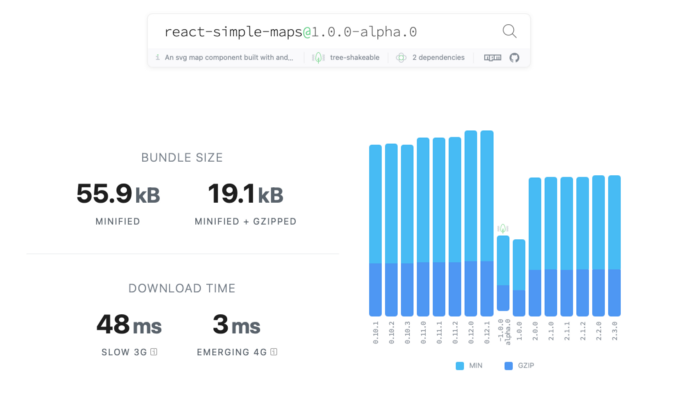 react-simple-maps@1.0.0-alpha.0
An svg map component built with and...
tree-shakeable
2 dependencies
npm
BUNDLE SIZE
55.9 kB
MINIFIED
19.1 kB
MINIFIED + GZIPPED
DOWNLOAD TIME
48 ms
SLOW 3G
3 ms
EMERGING 4G
0.10.1
0.10.2
0.10.3
0.11.0
0.11.1
0.11.2
0.12.0
0.12.1
-1.0.0
alpha.0
1.0.0
2.0.0
2.1.0
2.1.1
2.1.2
2.2.0
2.3.0
MIN
GZIP